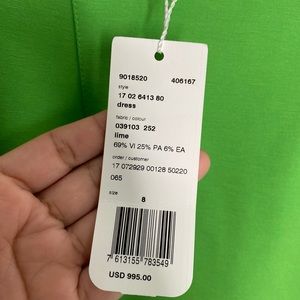 9018520 406167
style
17 02 6413 80
dress
fabric / colour
039103 252
lime
69% VI 25% PA 6% EA
order / customer
17 072929 00128 50220
065
size
8
7 613155 783549
USD 995.00